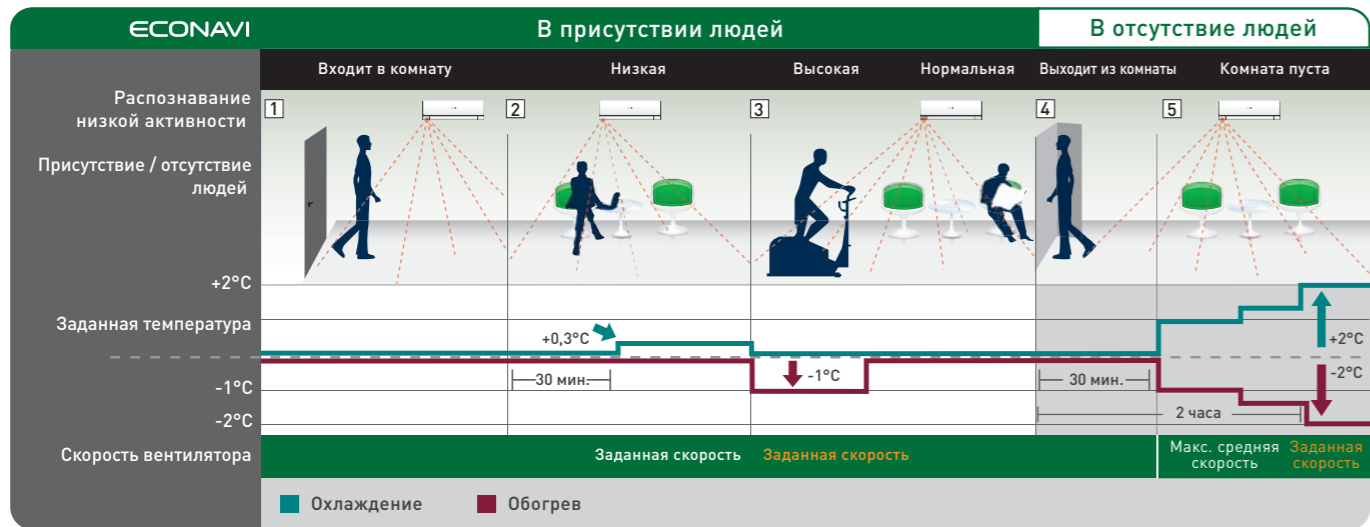 ECONAVI
В присутствии людей
В отсутствие людей
Входит в комнату
Низкая
Высокая
Нормальная
Выходит из комнаты
Комната пуста
Распознавание
низкой активности
1
2
3
4
5
Присутствие / отсутствие
людей
+2°C
Заданная температура
+0,3°C
+2°C
-1°C
30 мин.
-1°C
30 мин.
-2°C
-2°C
2 часа
Скорость вентилятора
Заданная скорость
Заданная скорость
Макс. средняя
скорость
Заданная
скорость
Охлаждение
Обогрев